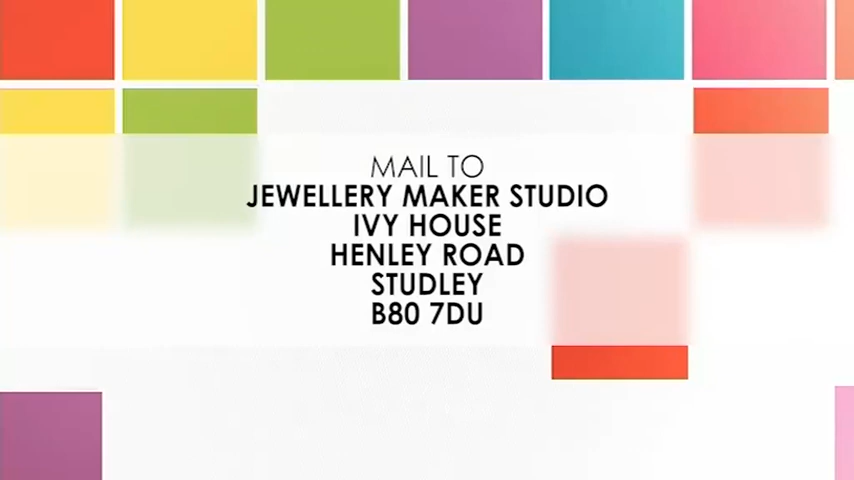 MAIL TO
JEWELLERY MAKER STUDIO
IVY HOUSE
HENLEY ROAD
STUDLEY
B80 7DU